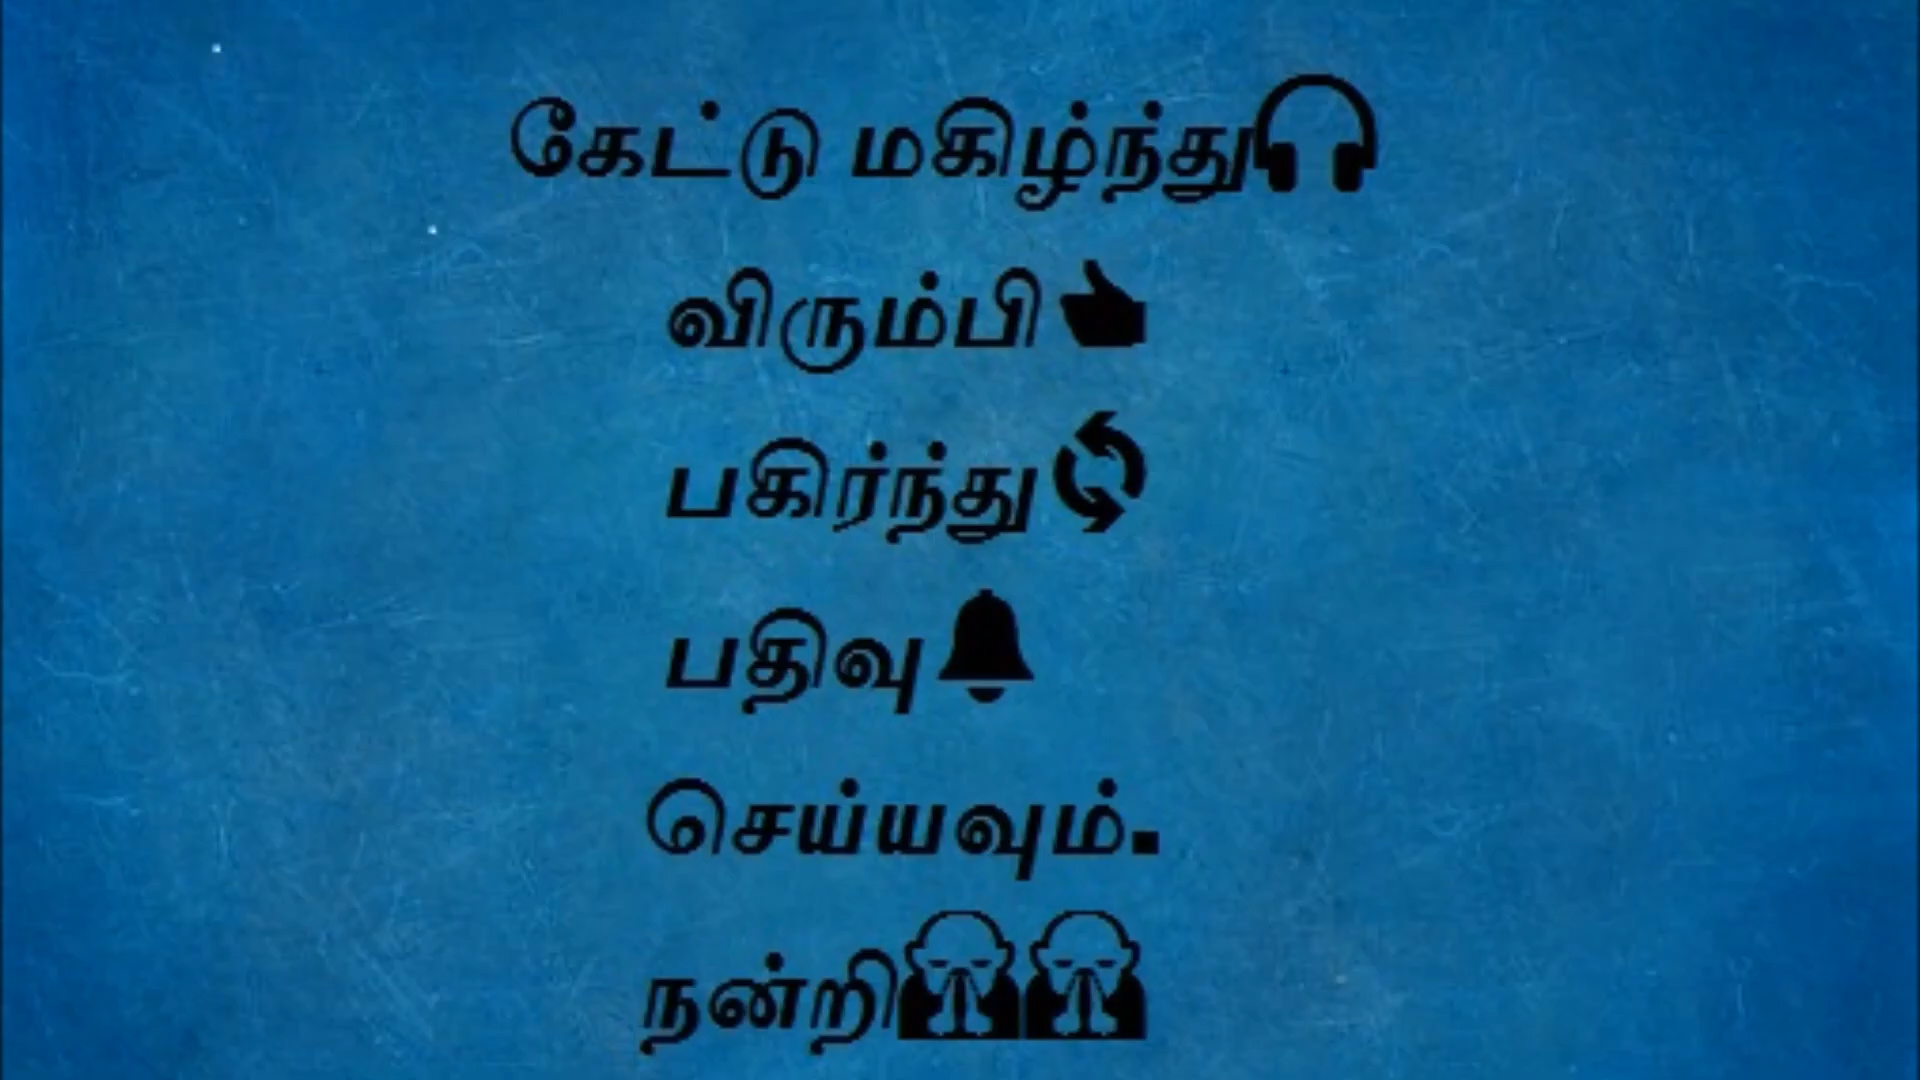 கேட்டு மகிழ்ந்து🎧
விரும்பி👍
பகிர்ந்து🔄
பதிவு🔔
செய்யவும்.
நன்றி🙏🙏